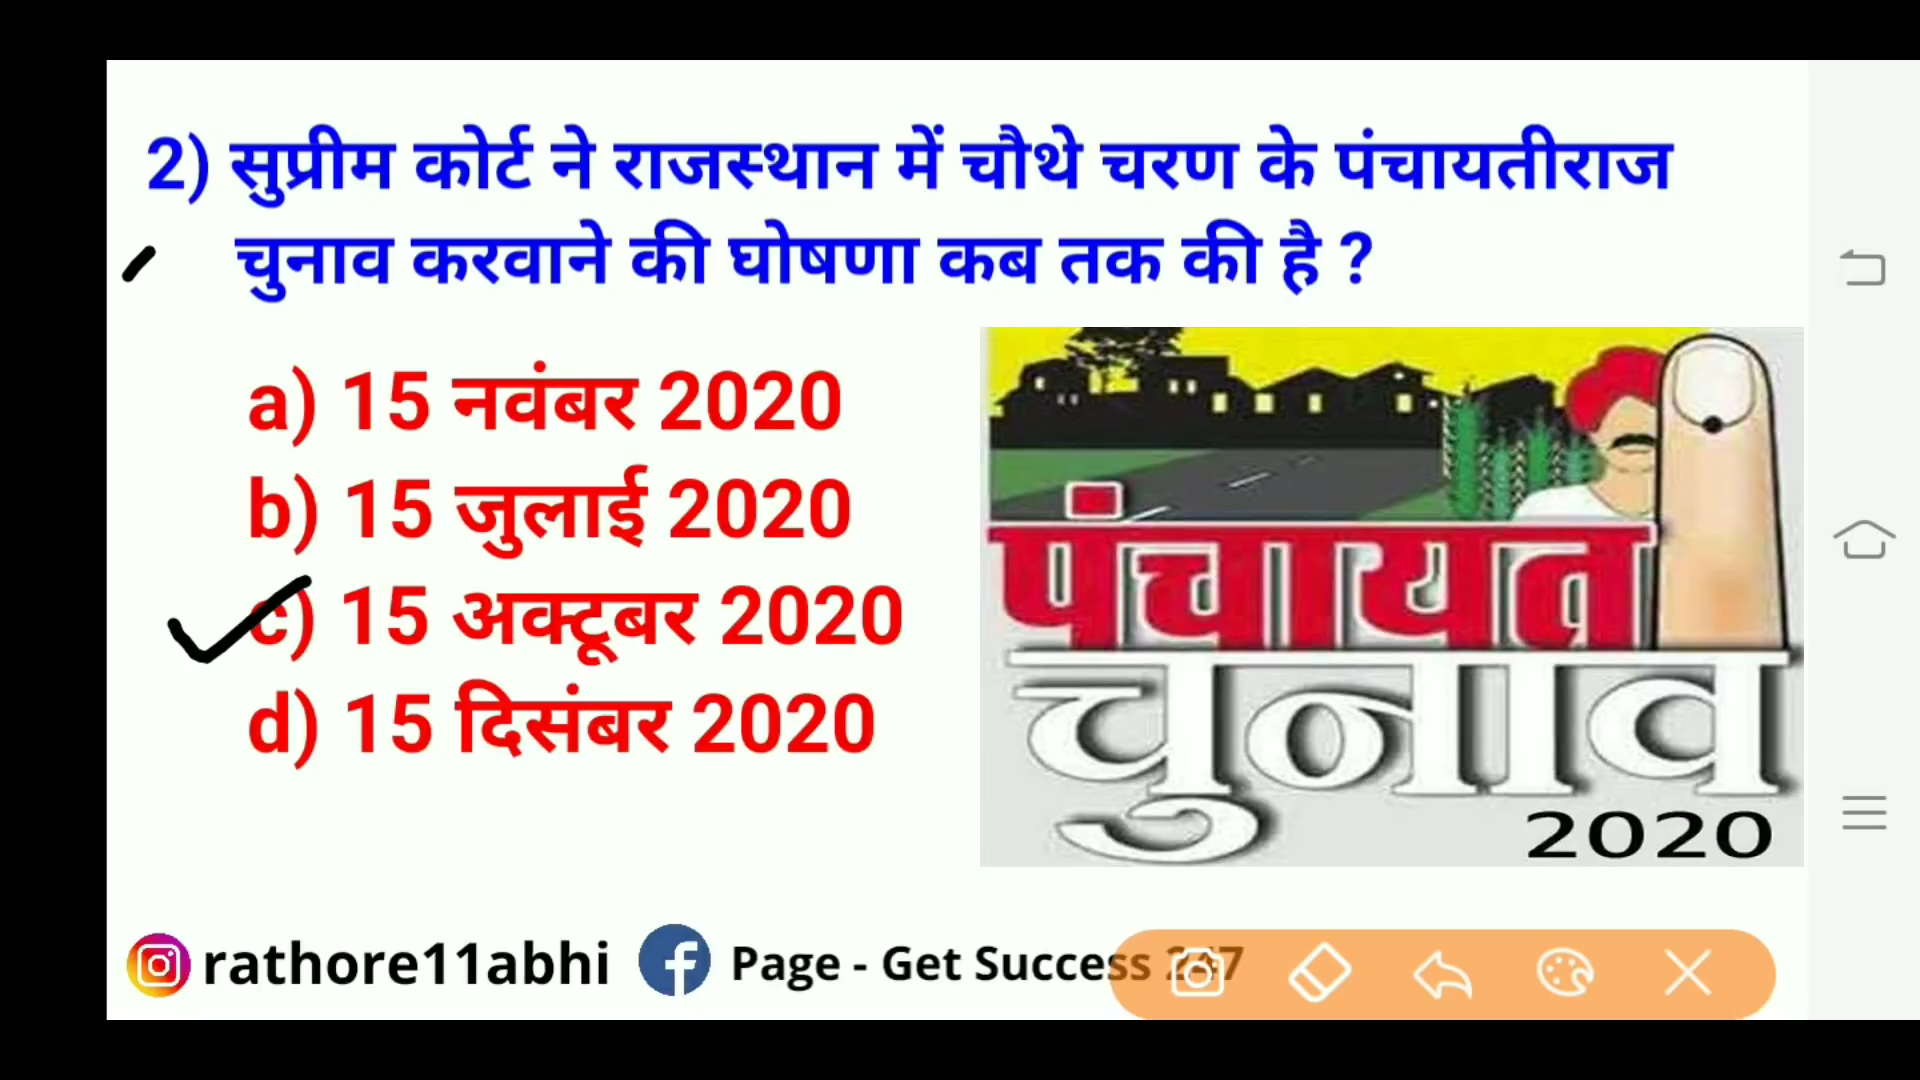 2) सुप्रीम कोर्ट ने राजस्थान में चौथे चरण के पंचायतीराज
चुनाव करवाने की घोषणा कब तक की है ?
a) 15 नवंबर 2020
b) 15 जुलाई 2020
c) 15 अक्टूबर 2020
d) 15 दिसंबर 2020
पंचायत
चुनाव
2020
rathore11abhi
Page - Get Success 247